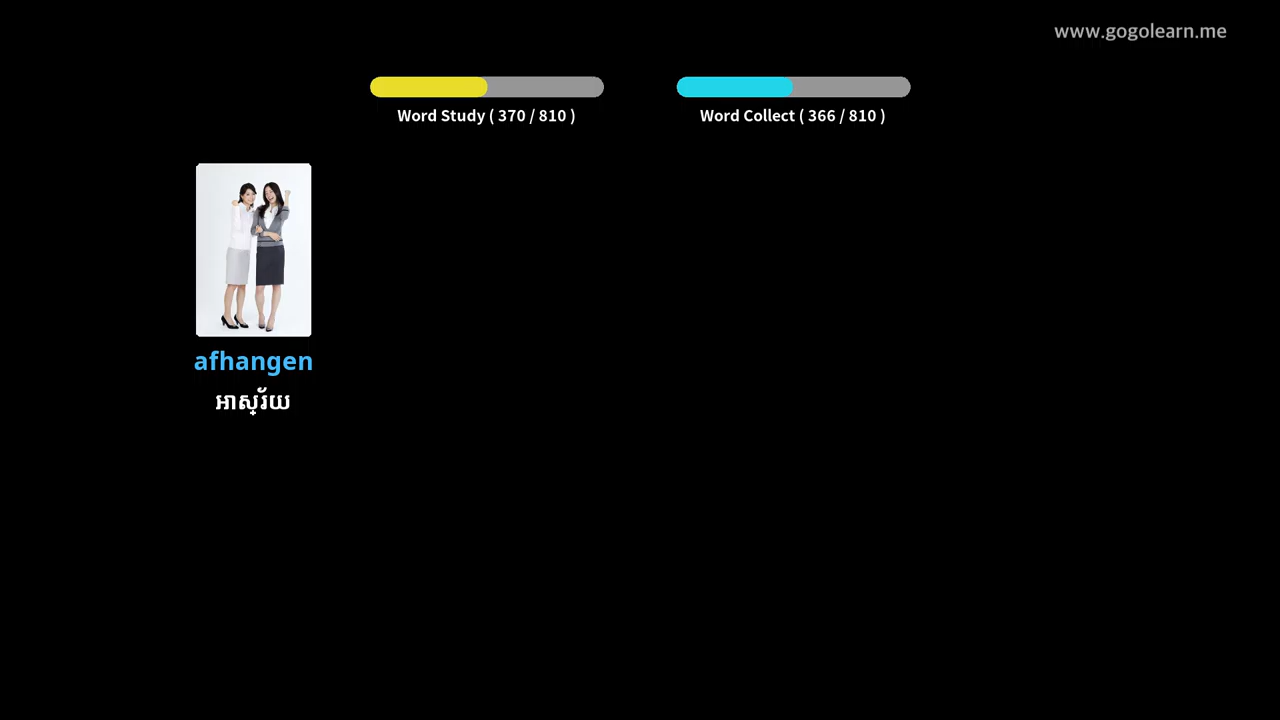 www.gogolearn.me
Word Study ( 370 / 810 )
Word Collect ( 366 / 810 )
afhangen
អាស្រ័យ